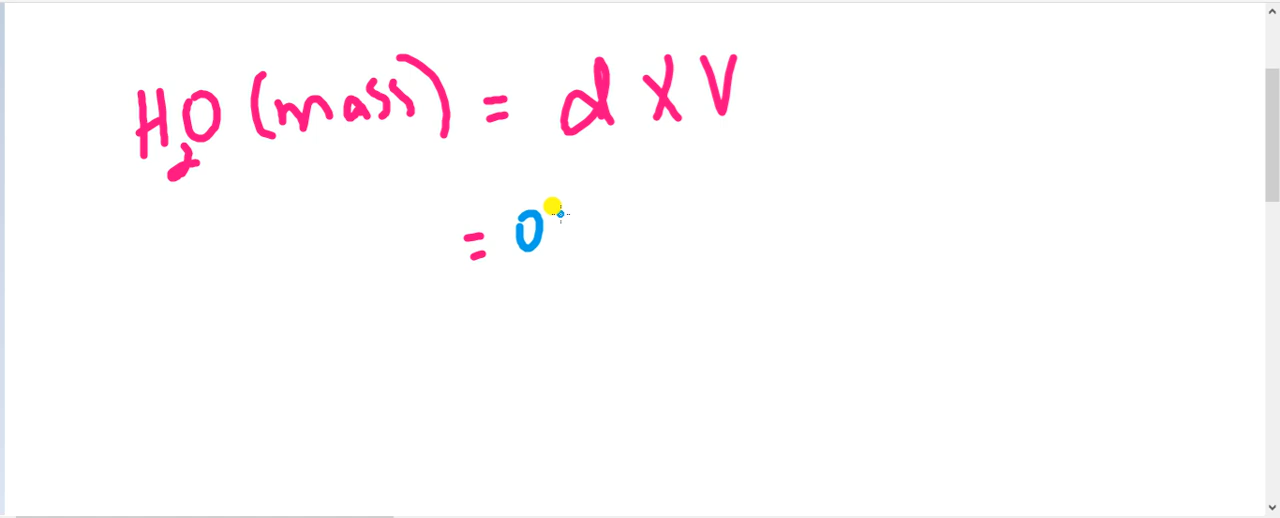 H₂O (mass) = d X V
= 0